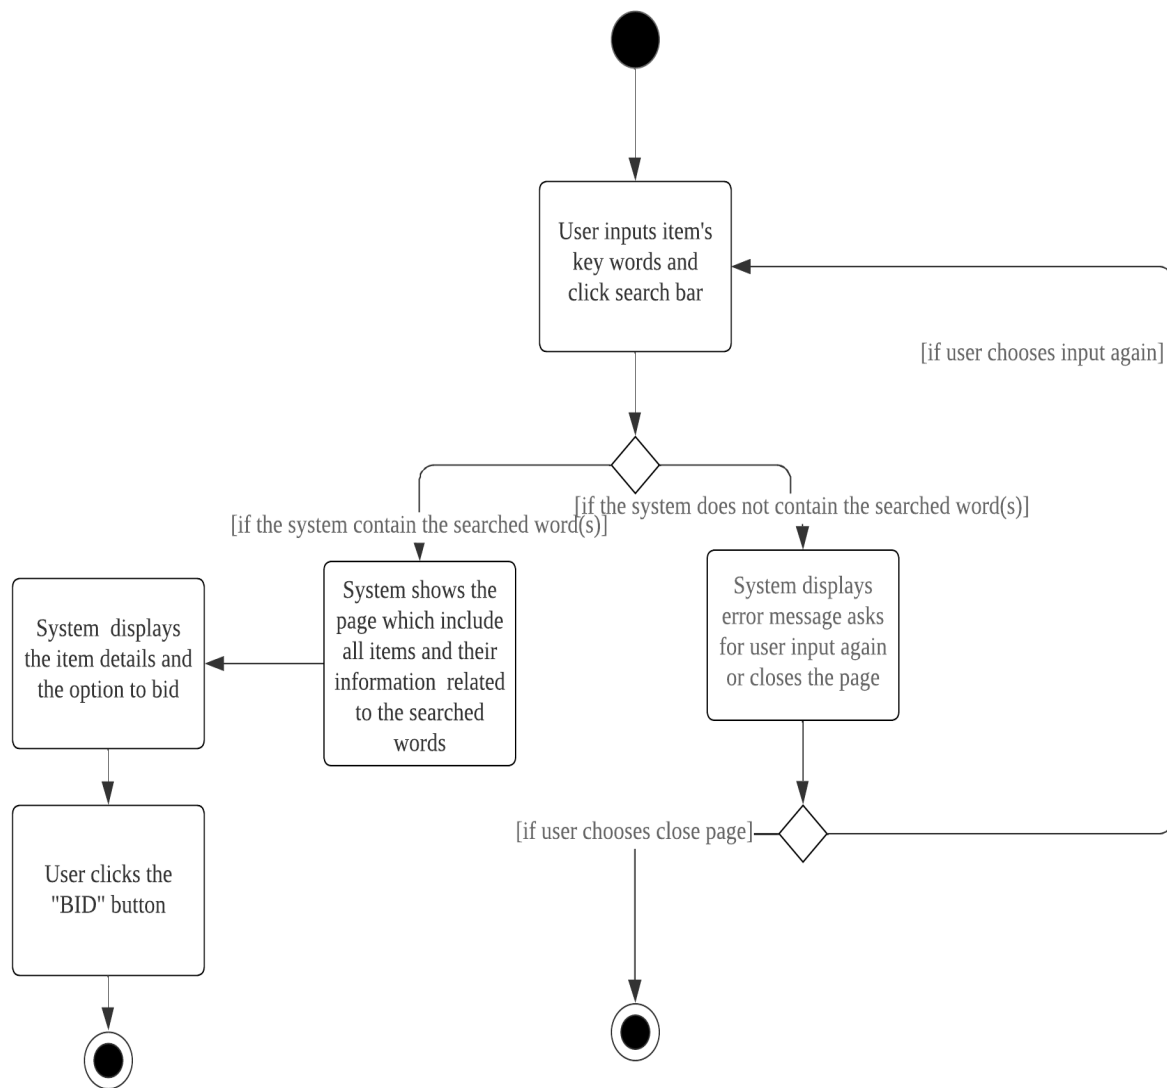 User inputs item's
key words and
click search bar
[if user chooses input again]
[if the system does not contain the searched word(s)]
[if the system contain the searched word(s)]
System shows the
page which include
all items and their
information related
to the searched
words
System displays
error message asks
for user input again
or closes the page
System displays
the item details and
the option to bid
[if user chooses close page]
User clicks the
"BID" button